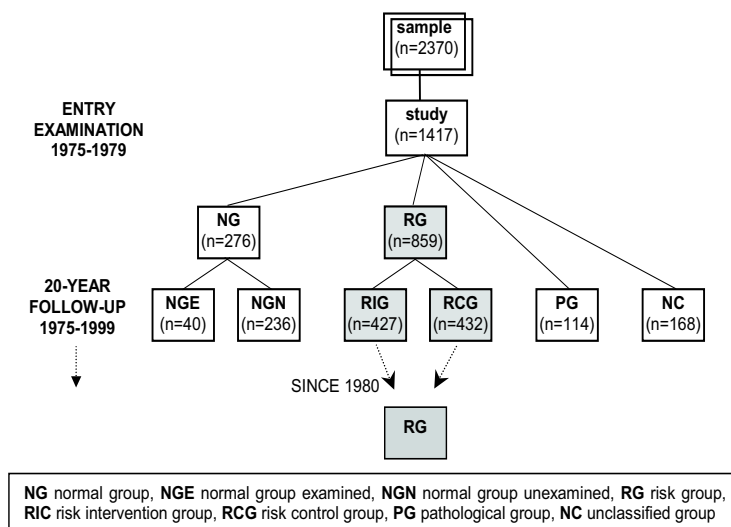 sample
(n=2370)
ENTRY
EXAMINATION
1975-1979
study
(n=1417)
NG
(n=276)
RG
(n=859)
20-YEAR
FOLLOW-UP
1975-1999
NGE
(n=40)
NGN
(n=236)
RIG
(n=427)
RCG
(n=432)
PG
(n=114)
NC
(n=168)
SINCE 1980
RG
NG normal group, NGE normal group examined, NGN normal group unexamined, RG risk group,
RIC risk intervention group, RCG risk control group, PG pathological group, NC unclassified group